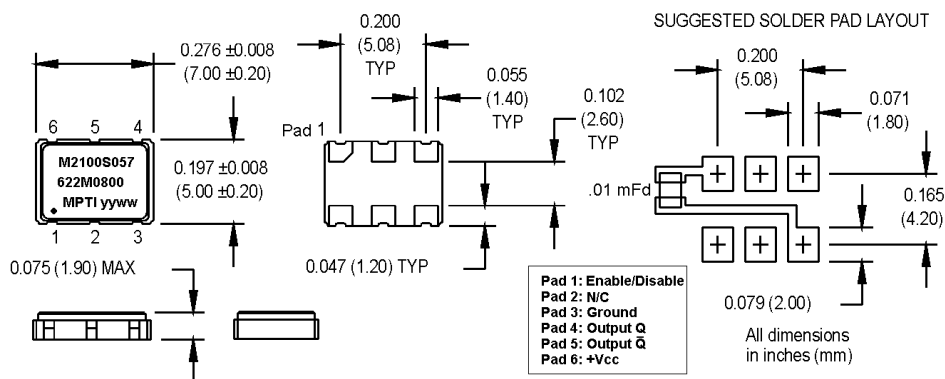 SUGGESTED SOLDER PAD LAYOUT
0.276 ±0.008
(7.00 ±0.20)
6 5 4
M2100S057
622M0800
MPTI yyww
1 2 3
0.197 ±0.008
(5.00 ±0.20)
0.075 (1.90) MAX
0.200
(5.08)
TYP
0.055
(1.40)
TYP
Pad 1
0.102
(2.60)
TYP
0.047 (1.20) TYP
0.200
(5.08)
0.071
(1.80)
.01 mFd
0.165
(4.20)
0.079 (2.00)
All dimensions
in inches (mm)
Pad 1: Enable/Disable
Pad 2: N/C
Pad 3: Ground
Pad 4: Output Q
Pad 5: Output Q̅
Pad 6: +Vcc